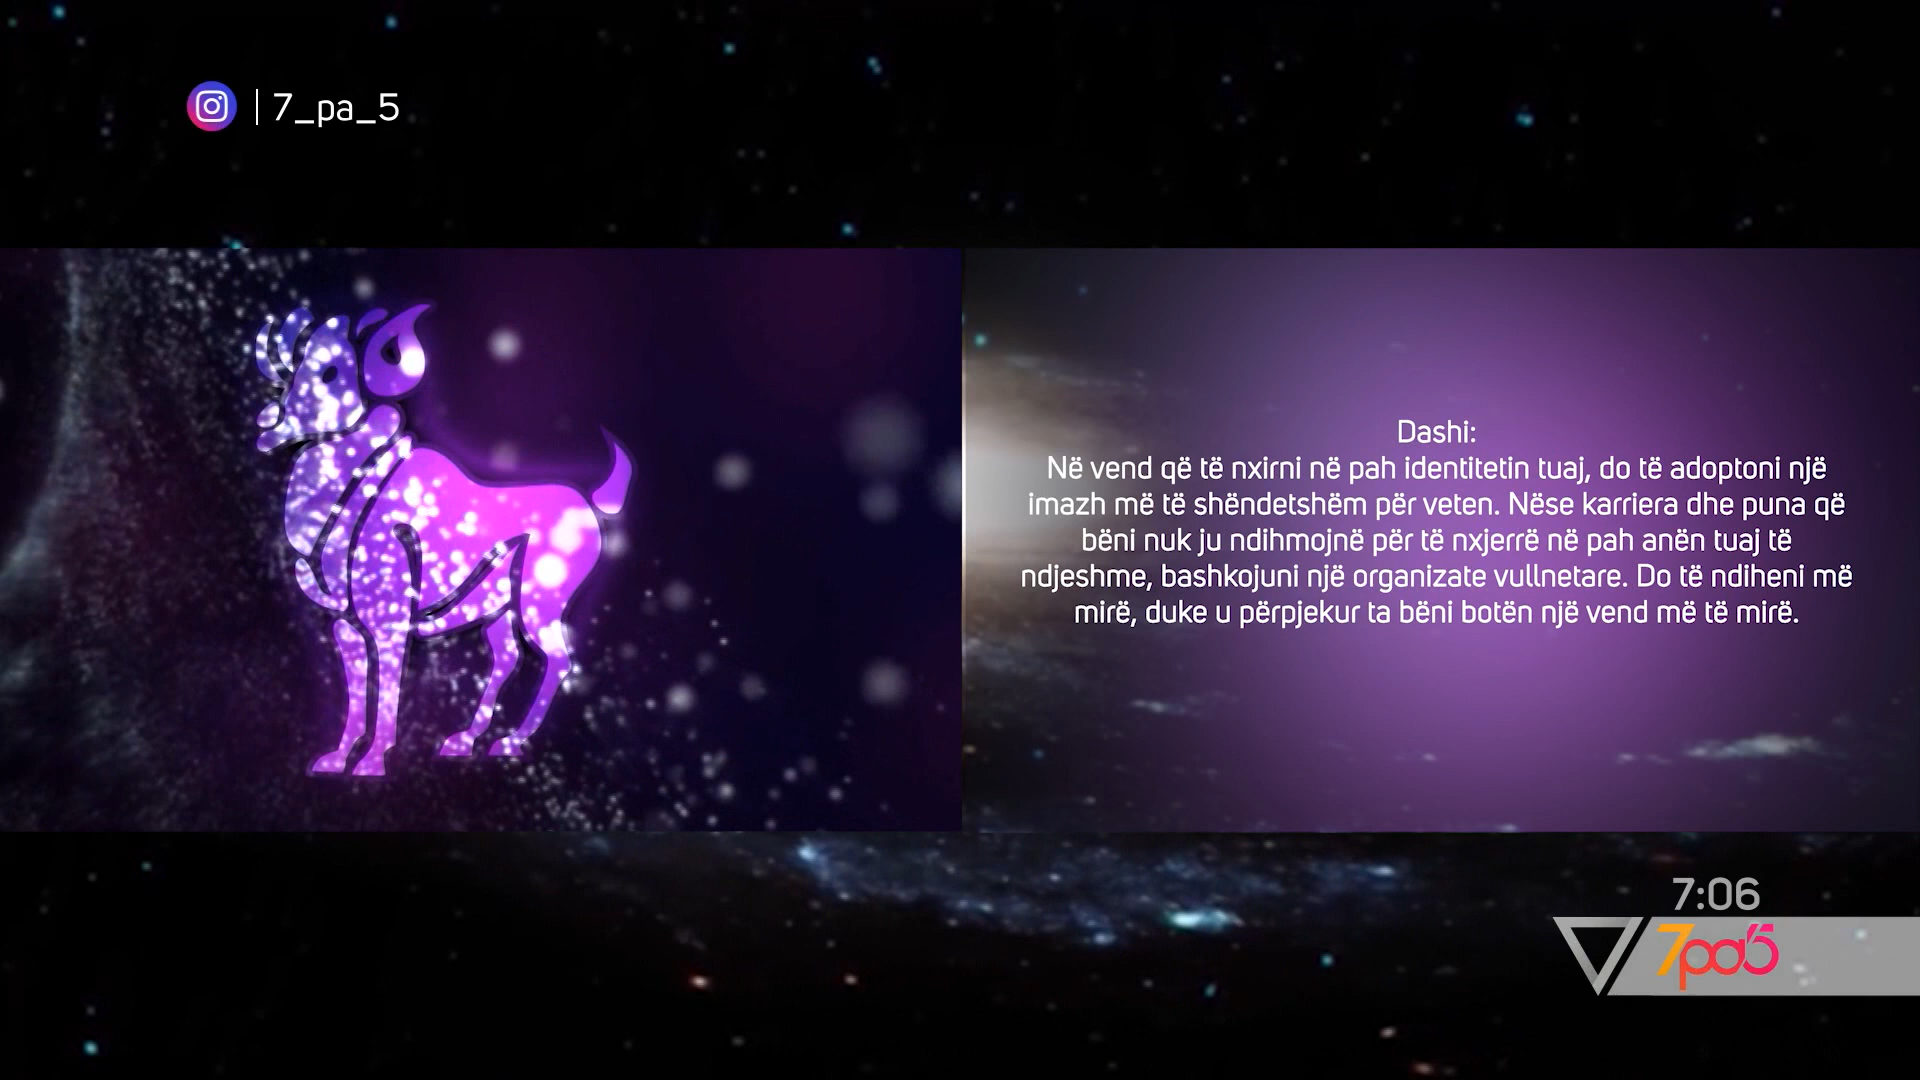 7_pa_5
Dashi:
Në vend që të nxirni në pah identitetin tuaj, do të adoptoni një
imazh më të shëndetshëm për veten. Nëse karriera dhe puna që
bëni nuk ju ndihmojnë për të nxjerrë në pah anën tuaj të
ndjeshme, bashkojuni një organizate vullnetare. Do të ndiheni më
mirë, duke u përpjekur ta bëni botën një vend më të mirë.
7:06
7pa5